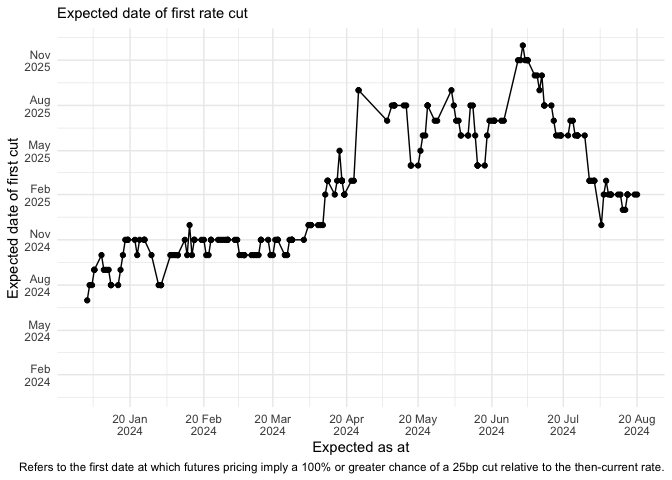 Expected date of first rate cut
Expected date of first cut
Nov
2025
Aug
2025
May
2025
Feb
2025
Nov
2024
Aug
2024
May
2024
Feb
2024
20 Jan
2024
20 Feb
2024
20 Mar
2024
20 Apr
2024
20 May
2024
20 Jun
2024
20 Jul
2024
20 Aug
2024
Expected as at
Refers to the first date at which futures pricing imply a 100% or greater chance of a 25bp cut relative to the then-current rate.